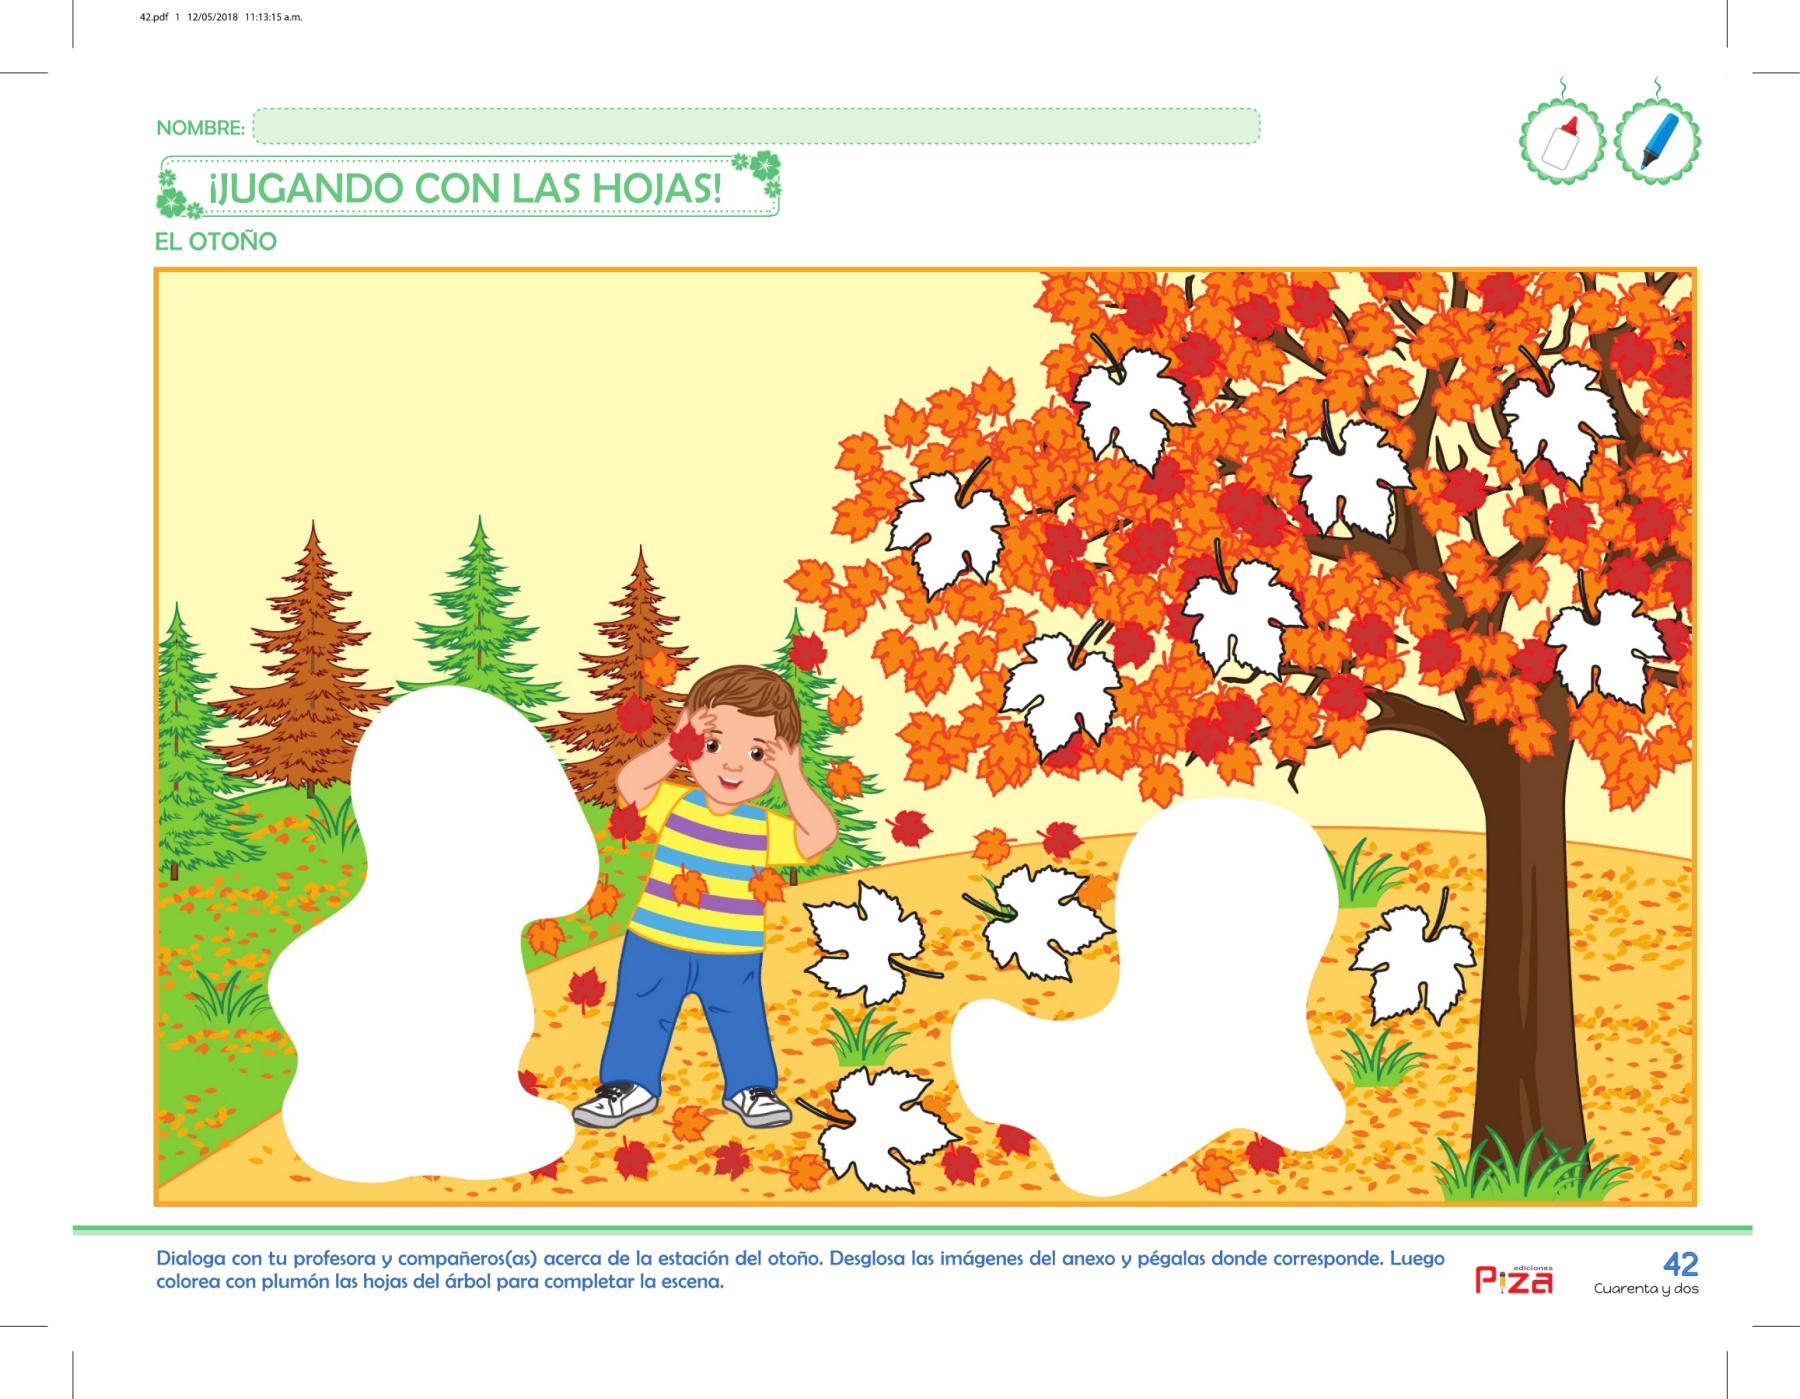 42.pdf 1 12/05/2018 11:13:15 a.m.
NOMBRE:
¡JUGANDO CON LAS HOJAS!
EL OTOÑO
Dialoga con tu profesora y compañeros(as) acerca de la estación del otoño. Desglosa las imágenes del anexo y pégalas donde corresponde. Luego
colorea con plumón las hojas del árbol para completar la escena.
ediciones
Piza
42
Cuarenta y dos